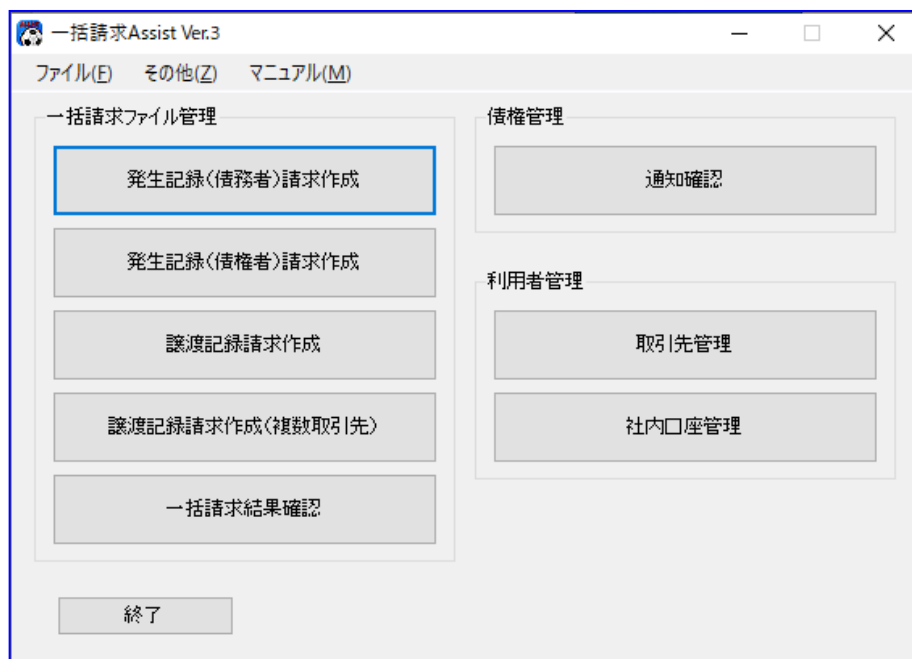 一括請求Assist Ver.3
ファイル(F) その他(Z) マニュアル(M)
一括請求ファイル管理
発生記録(債務者)請求作成
発生記録(債権者)請求作成
譲渡記録請求作成
譲渡記録請求作成(複数取引先)
一括請求結果確認
債権管理
通知確認
利用者管理
取引先管理
社内口座管理
終了